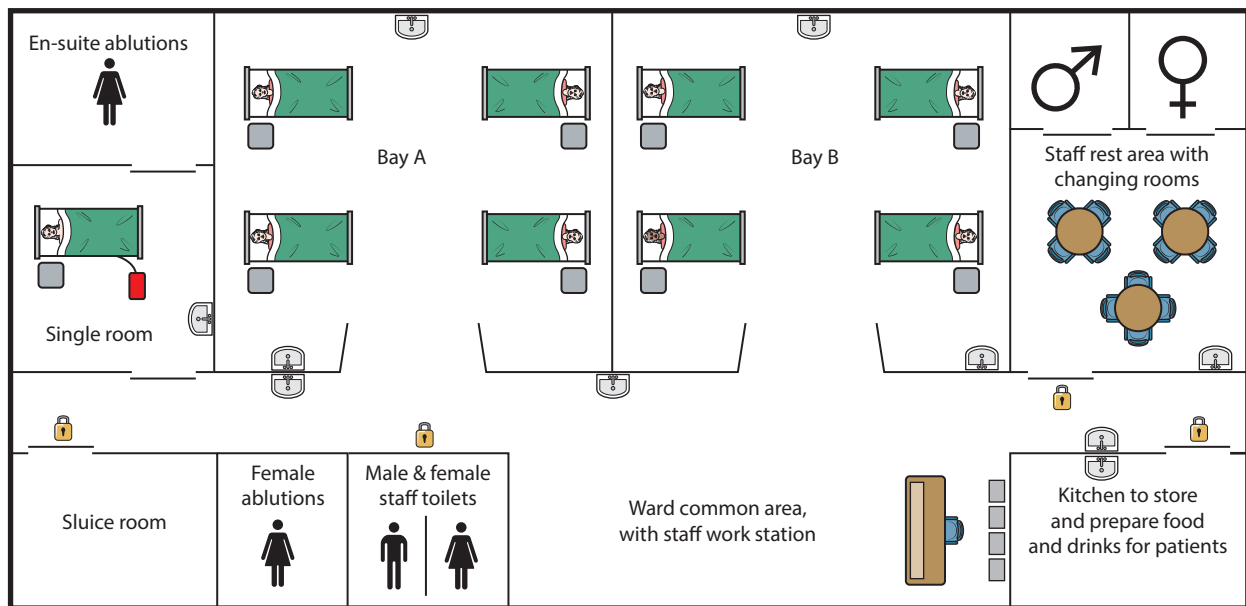 En-suite ablutions
Bay A
Bay B
Staff rest area with
changing rooms
Single room
Sluice room
Female
ablutions
Male & female
staff toilets
Ward common area,
with staff work station
Kitchen to store
and prepare food
and drinks for patients